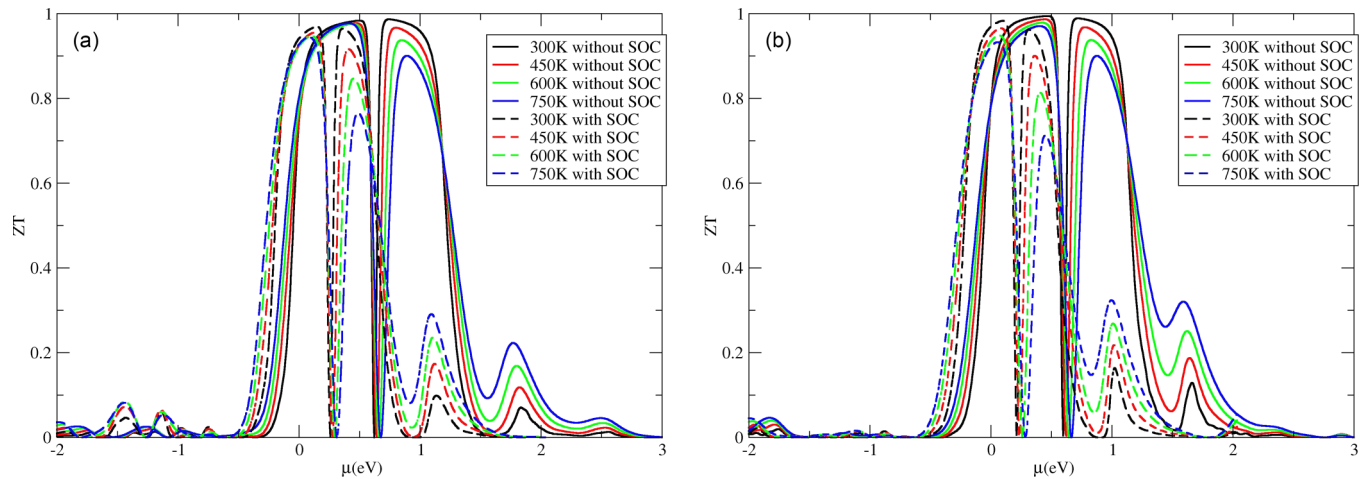 (a)
1
0.8
0.6
0.4
0.2
0
ZT
-2
-1
0
1
2
3
μ(eV)
300K without SOC
450K without SOC
600K without SOC
750K without SOC
300K with SOC
450K with SOC
600K with SOC
750K with SOC
(b)
1
0.8
0.6
0.4
0.2
0
ZT
-2
-1
0
1
2
3
μ(eV)
300K without SOC
450K without SOC
600K without SOC
750K without SOC
300K with SOC
450K with SOC
600K with SOC
750K with SOC